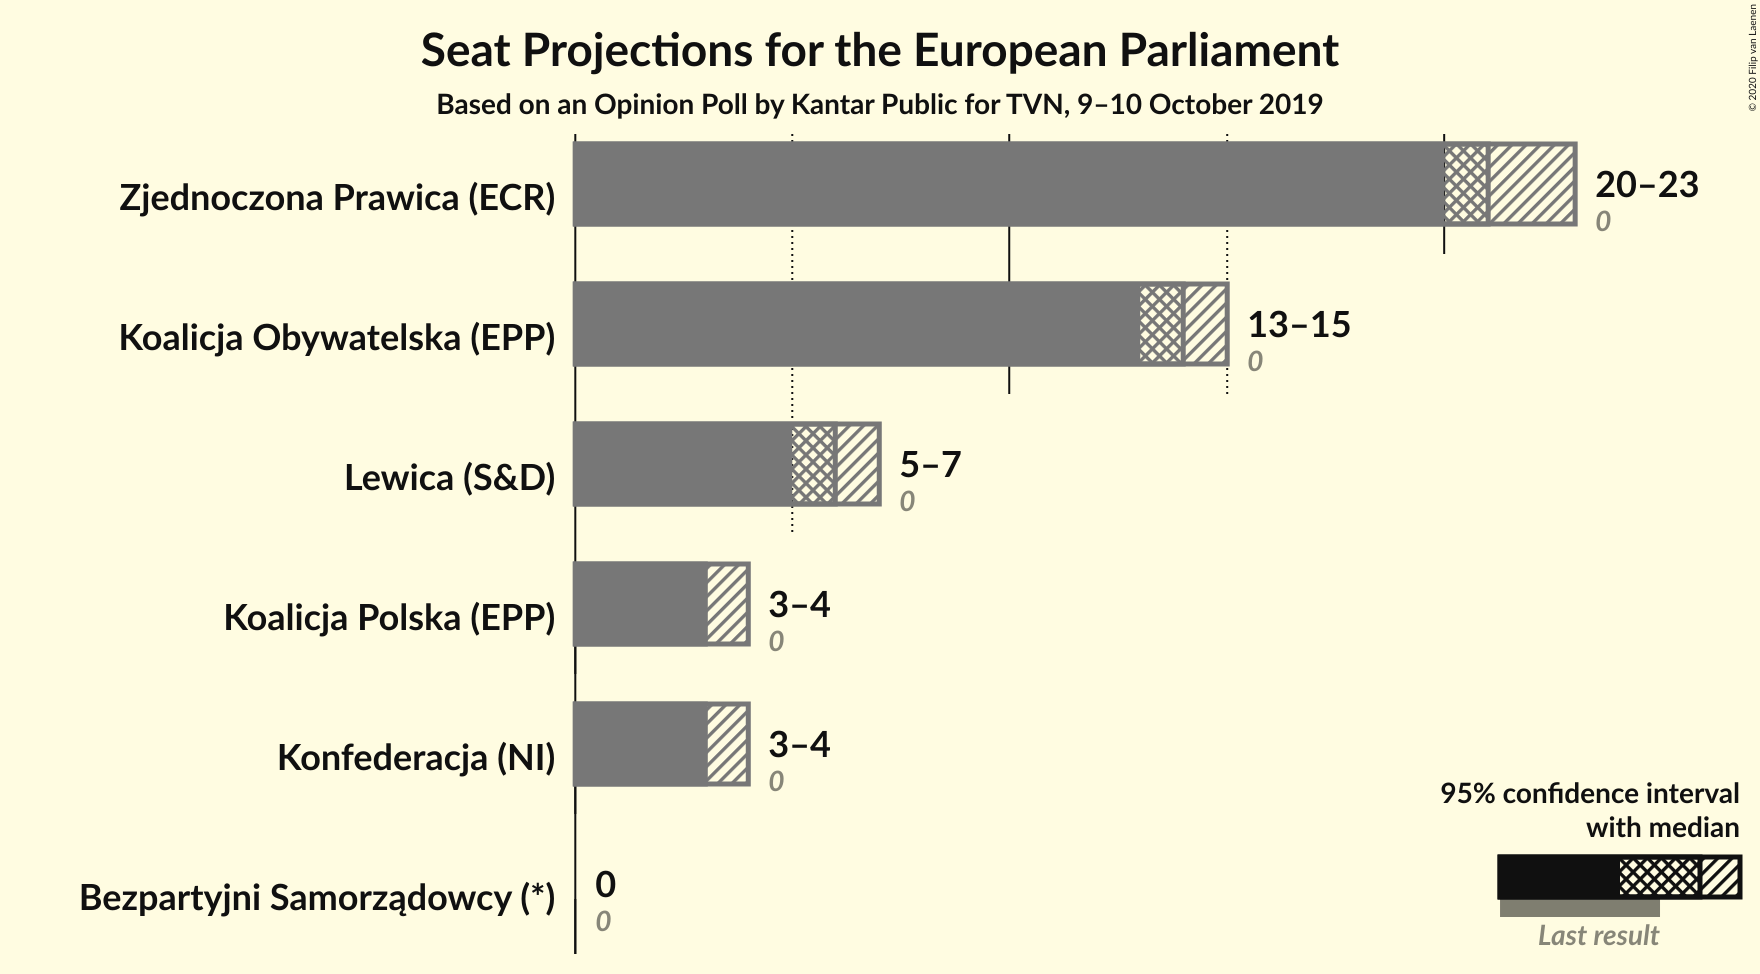 Seat Projections for the European Parliament
Based on an Opinion Poll by Kantar Public for TVN, 9–10 October 2019
© 2020 Filip van Laenen
Zjednoczona Prawica (ECR)
20–23
0
Koalicja Obywatelska (EPP)
13–15
0
Lewica (S&D)
5–7
0
Koalicja Polska (EPP)
3–4
0
Konfederacja (NI)
3–4
0
Bezpartyjni Samorządowcy (*)
0
0
95% confidence interval
with median
Last result